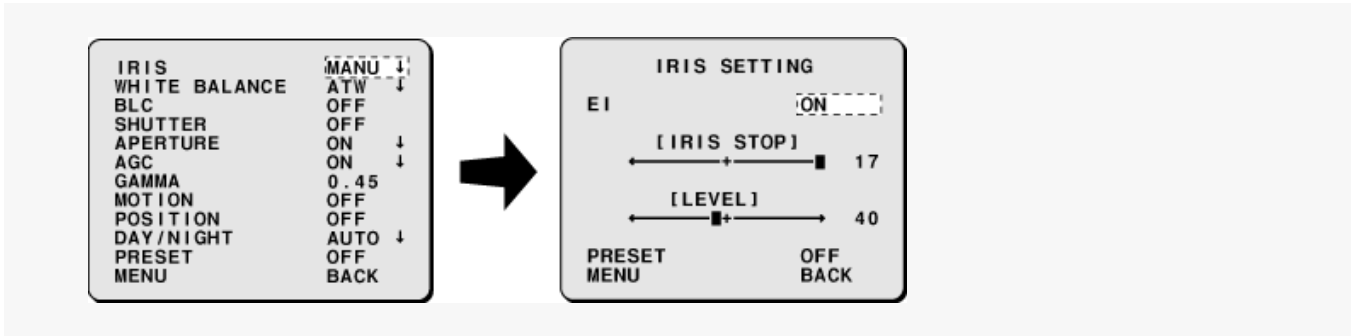 IRIS MANU ↓
WHITE BALANCE ATW ↓
BLC OFF
SHUTTER OFF
APERTURE ON ↓
AGC ON ↓
GAMMA 0.45
MOTION OFF
POSITION OFF
DAY/NIGHT AUTO ↓
PRESET OFF
MENU BACK
IRIS SETTING
EI ON
[IRIS STOP]
+ 17
[LEVEL]
+ 40
PRESET OFF
MENU BACK